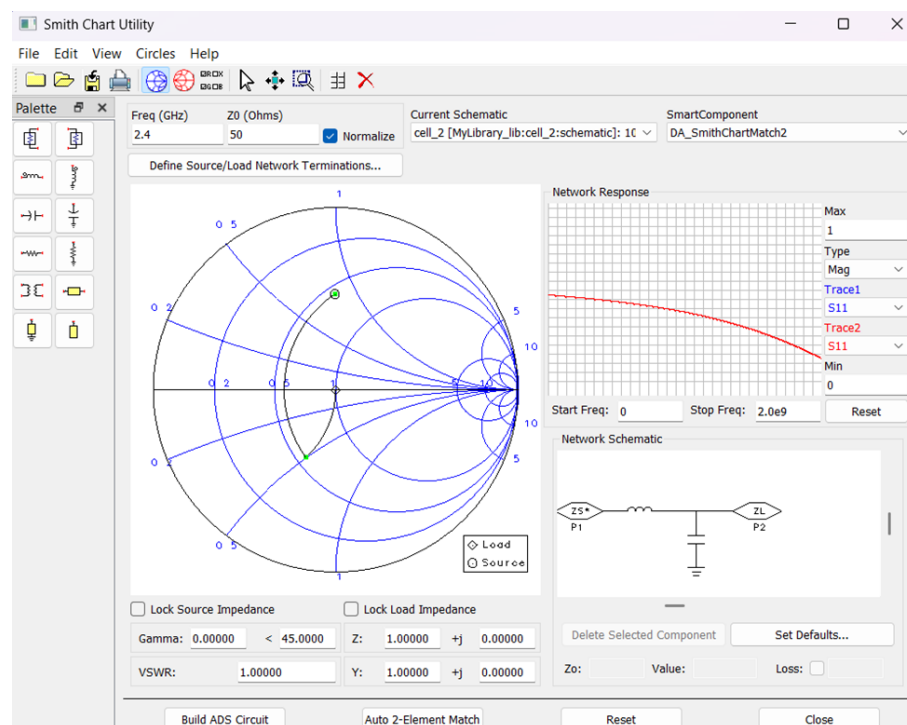 Smith Chart Utility
File Edit View Circles Help
Palette
Freq (GHz) Z0 (Ohms)
2.4 50 Normalize
Current Schematic
cell_2 [MyLibrary_lib:cell_2:schematic]: 10
SmartComponent
DA_SmithChartMatch2
Define Source/Load Network Terminations...
1
0 5
0 2
5
10
0 2 0 5 1 5 10
10
5
0 2
0 5
1
Load
Source
Network Response
Max
1
Type
Mag
Trace1
S11
Trace2
S11
Min
0
Start Freq: 0 Stop Freq: 2.0e9 Reset
Network Schematic
ZS* ZL
P1 P2
Lock Source Impedance Lock Load Impedance
Gamma: 0.00000 < 45.0000 Z: 1.00000 +j 0.00000
VSWR: 1.00000 Y: 1.00000 +j 0.00000
Delete Selected Component Set Defaults...
Zo: Value: Loss:
Build ADS Circuit Auto 2-Element Match Reset Close